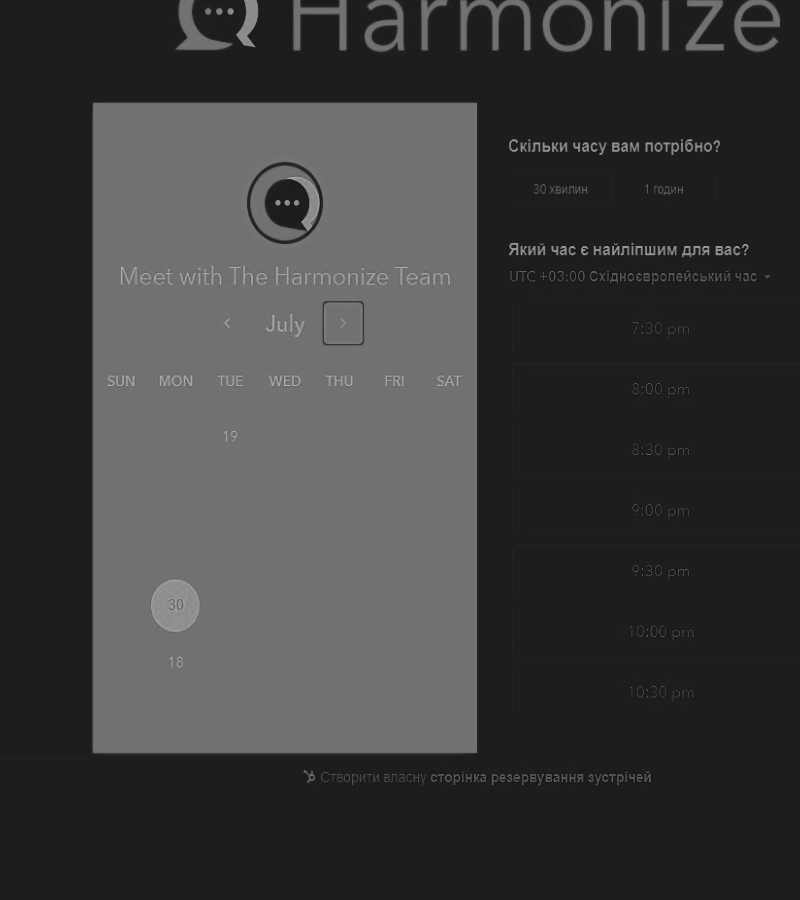 Harmonize
Meet with The Harmonize Team
July
SUN MON TUE WED THU FRI SAT
19
30
18
Скільки часу вам потрібно?
30 хвилин 1 годин
Який час є найліпшим для вас?
UTC +03:00 Східноєвропейський час
7:30 pm
8:00 pm
8:30 pm
9:00 pm
9:30 pm
10:00 pm
10:30 pm
Створити власну сторінка резервування зустрічей